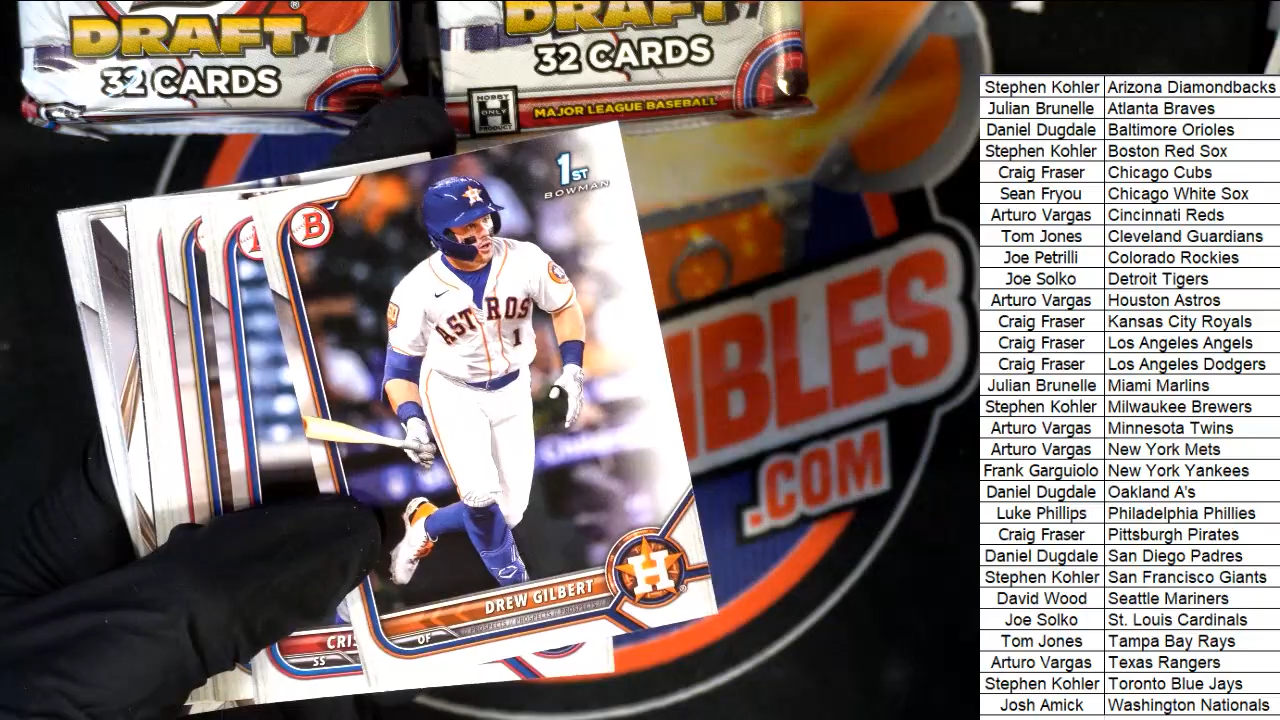 DRAFT
32 CARDS
DRAFT
32 CARDS
HOBBY ONLY PRODUCT
MAJOR LEAGUE BASEBALL
1ST
BOWMAN
B
ASTROS
1
H
DREW GILBERT
OF
// PROSPECTS // PROSPECTS // PROSPECTS //
CRIS
SS
IBLES
.COM
Stephen Kohler Arizona Diamondbacks
Julian Brunelle Atlanta Braves
Daniel Dugdale Baltimore Orioles
Stephen Kohler Boston Red Sox
Craig Fraser Chicago Cubs
Sean Fryou Chicago White Sox
Arturo Vargas Cincinnati Reds
Tom Jones Cleveland Guardians
Joe Petrilli Colorado Rockies
Joe Solko Detroit Tigers
Arturo Vargas Houston Astros
Craig Fraser Kansas City Royals
Craig Fraser Los Angeles Angels
Craig Fraser Los Angeles Dodgers
Julian Brunelle Miami Marlins
Stephen Kohler Milwaukee Brewers
Arturo Vargas Minnesota Twins
Arturo Vargas New York Mets
Frank Garguiolo New York Yankees
Daniel Dugdale Oakland A's
Luke Phillips Philadelphia Phillies
Craig Fraser Pittsburgh Pirates
Daniel Dugdale San Diego Padres
Stephen Kohler San Francisco Giants
David Wood Seattle Mariners
Joe Solko St. Louis Cardinals
Tom Jones Tampa Bay Rays
Arturo Vargas Texas Rangers
Stephen Kohler Toronto Blue Jays
Josh Amick Washington Nationals